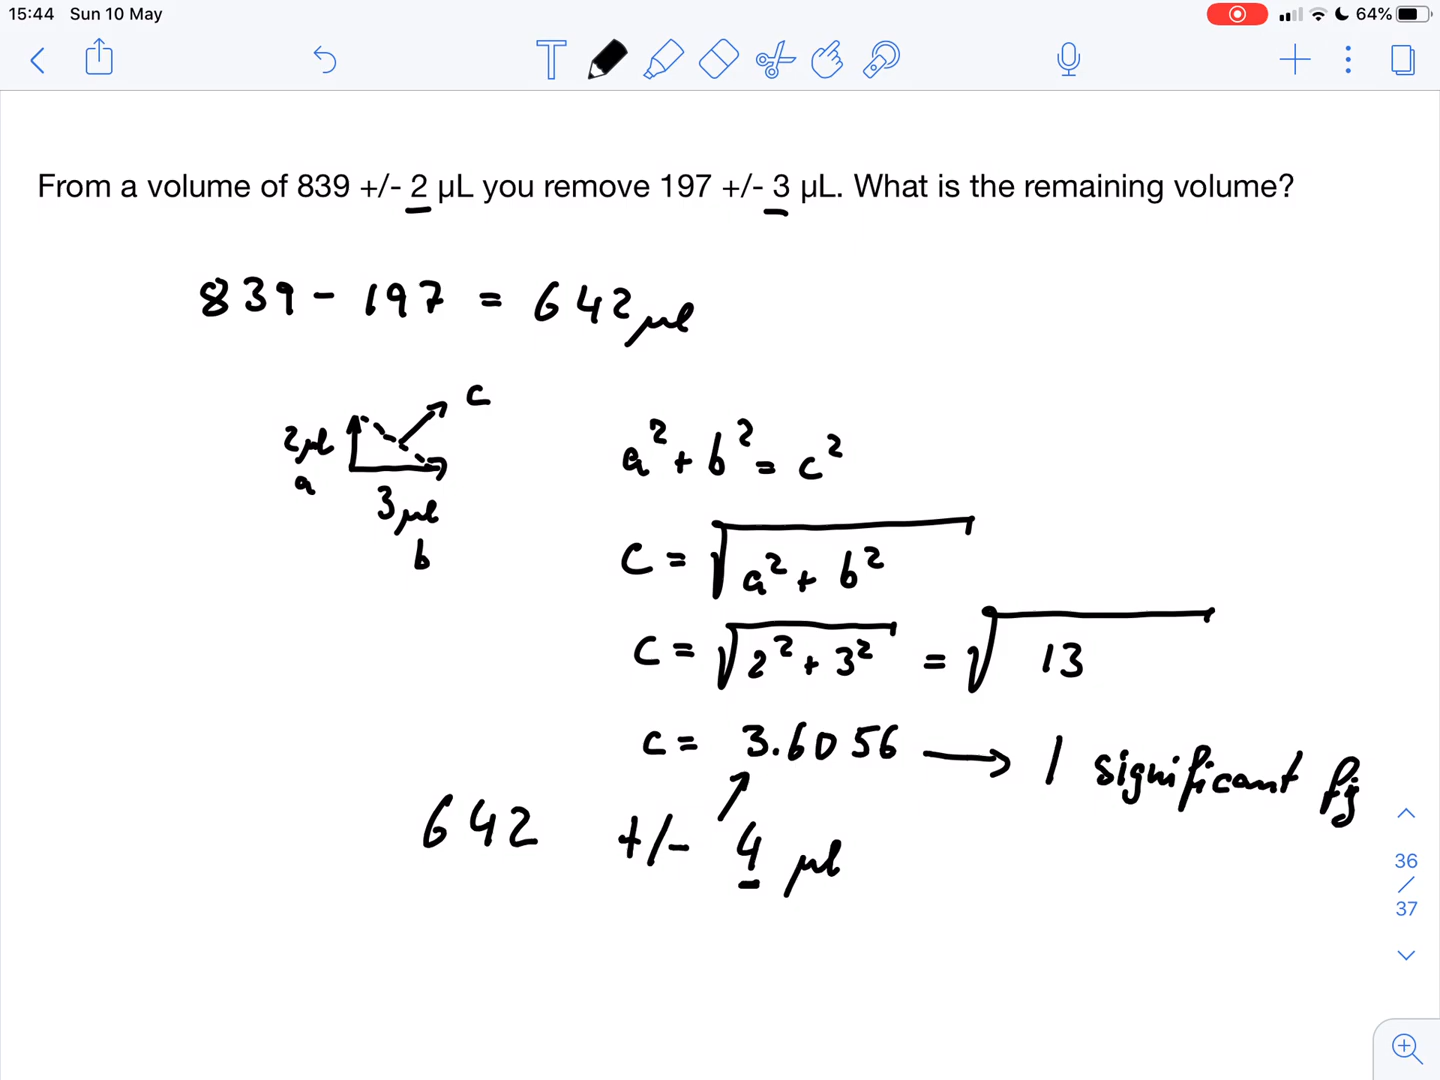 15:44 Sun 10 May 64%
T
From a volume of 839 +/- 2 µL you remove 197 +/- 3 µL. What is the remaining volume?
839 - 197 = 642 µl
c
2µl
a
3µl
b
a² + b² = c²
c = √a² + b²
c = √2² + 3² = √13
c = 3.6056 → 1 significant fig
642 +/- 4 µl
36
/
37